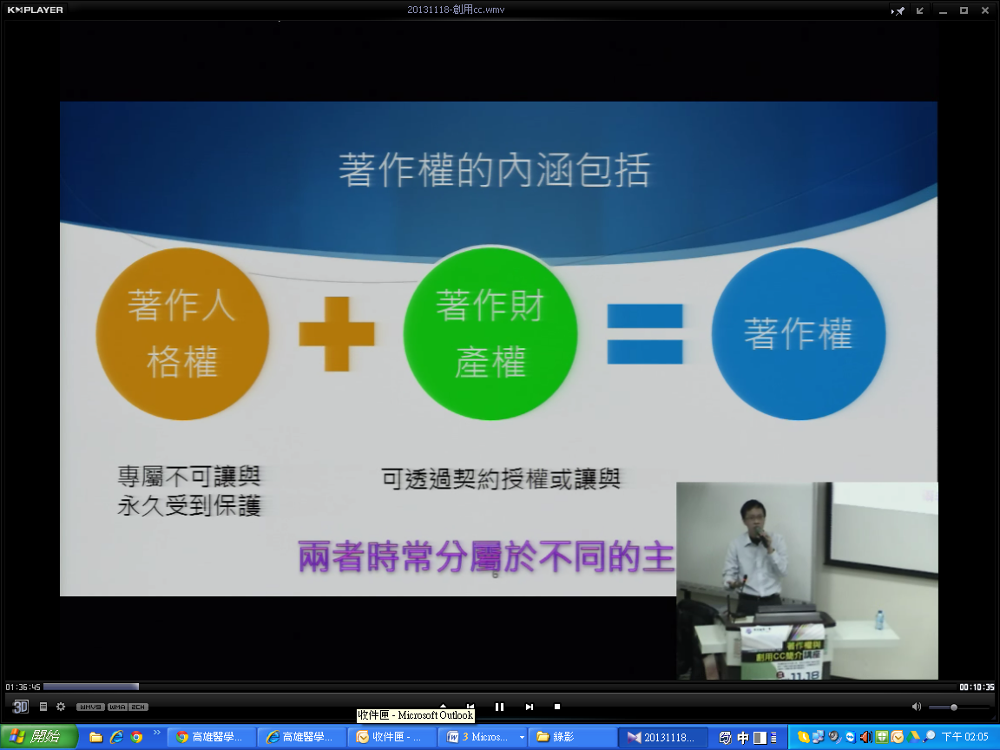 KMPLAYER
20131118-創用cc.wmv
著作權的內涵包括
著作人
格權
著作財
產權
著作權
專屬不可讓與
永久受到保護
可透過契約授權或讓與
兩者時常分屬於不同的主
著作權與
創用CC簡介講座
11.18
01:36:45
00:10:35
3D
WMV9
WMA
2CH
收件匣 - Microsoft Outlook
開始
高雄醫學...
高雄醫學...
收件匣 - ...
3 Micros...
錄影
20131118...
中
下午 02:05